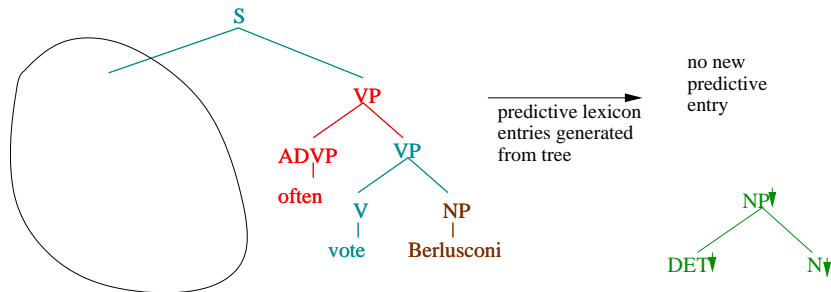 S
VP
ADVP VP
often
V NP
vote Berlusconi
predictive lexicon
entries generated
from tree
no new
predictive
entry
NP↓
DET↓ N↓